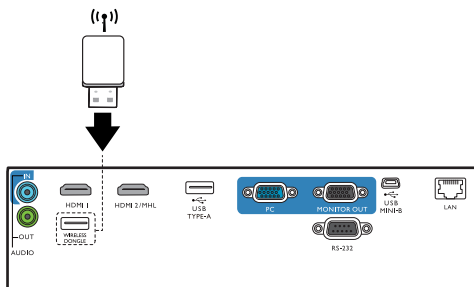 IN
HDMI 1
HDMI 2/MHL
USB
TYPE-A
PC
MONITOR OUT
USB
MINI-B
LAN
WIRELESS
DONGLE
OUT
AUDIO
RS-232